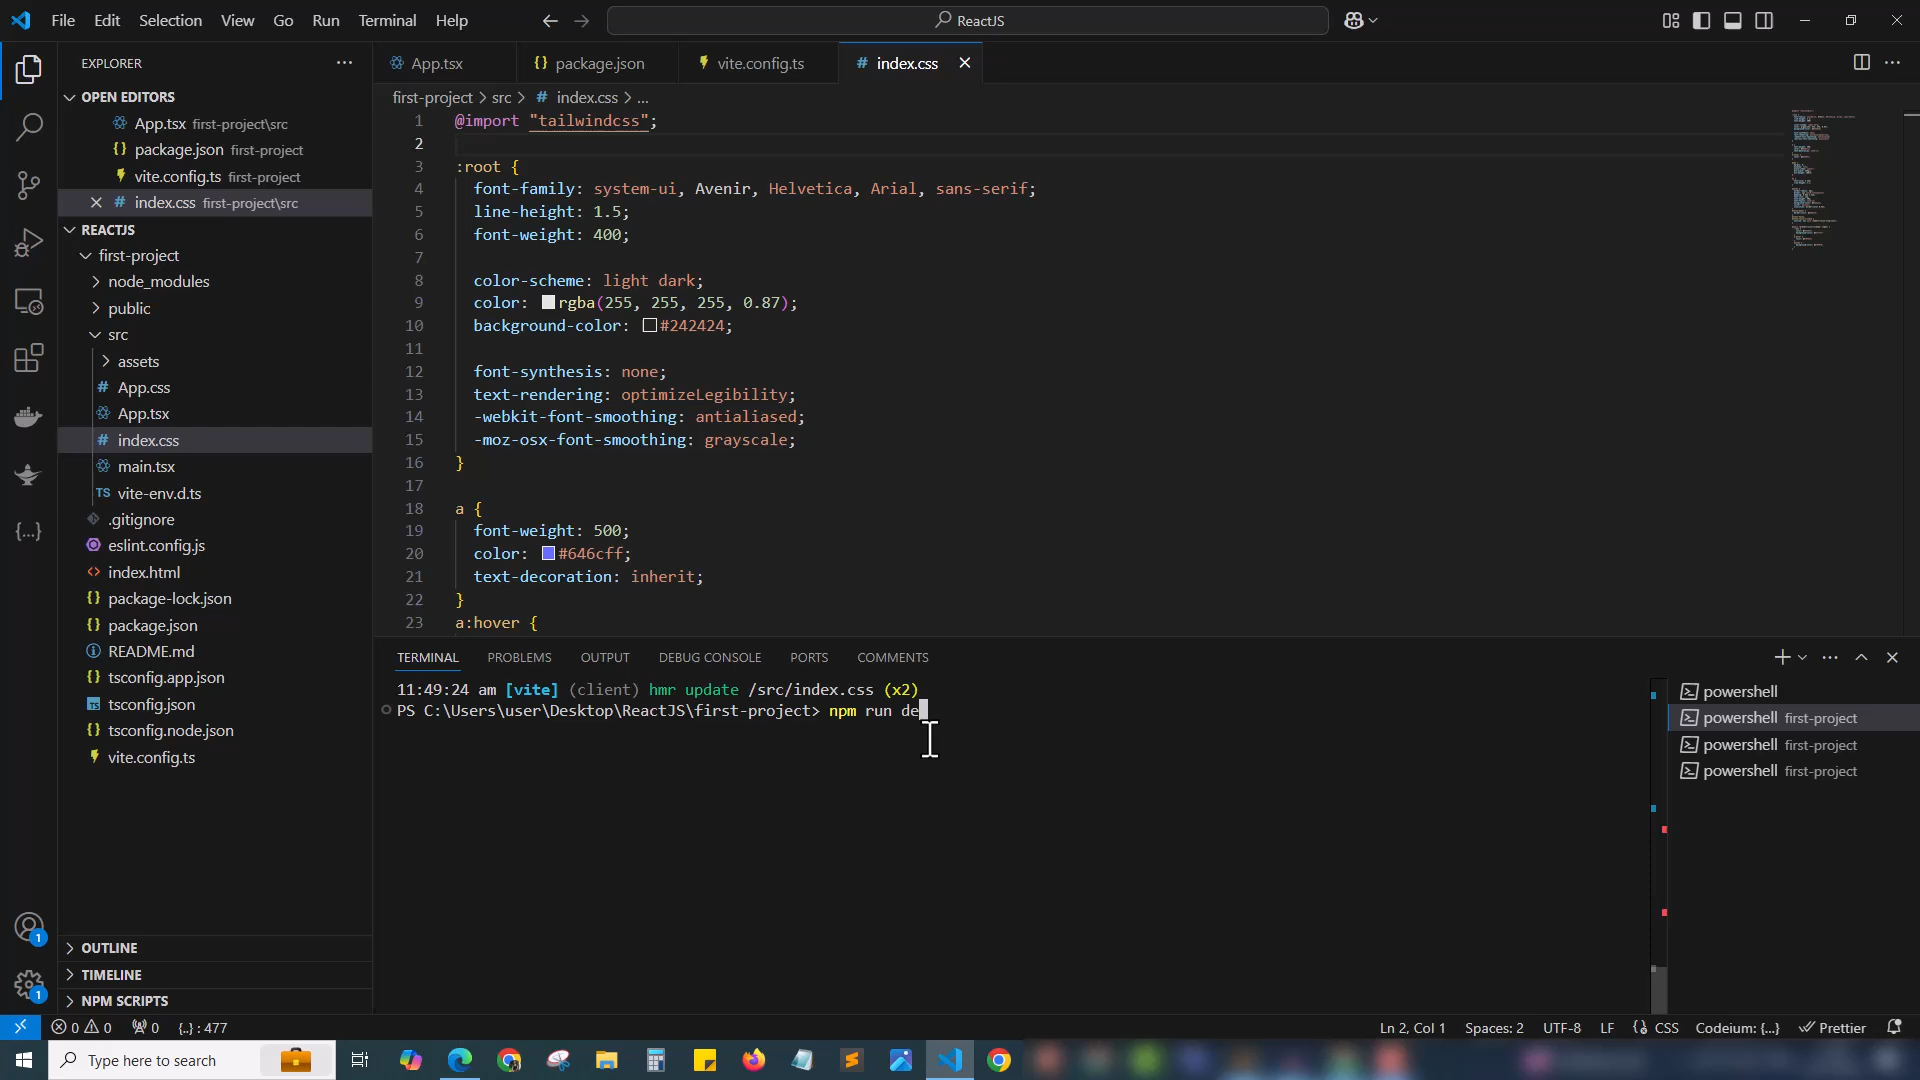 File Edit Selection View Go Run Terminal Help
ReactJS
EXPLORER
OPEN EDITORS
App.tsx first-project\src
package.json first-project
vite.config.ts first-project
index.css first-project\src
REACTJS
first-project
node_modules
public
src
assets
App.css
App.tsx
index.css
main.tsx
TS vite-env.d.ts
.gitignore
eslint.config.js
index.html
package-lock.json
package.json
README.md
tsconfig.app.json
tsconfig.json
tsconfig.node.json
vite.config.ts
OUTLINE
TIMELINE
NPM SCRIPTS
1
1
App.tsx package.json vite.config.ts index.css
first-project > src > # index.css > ...
1 @import "tailwindcss";
2
3 :root {
4 font-family: system-ui, Avenir, Helvetica, Arial, sans-serif;
5 line-height: 1.5;
6 font-weight: 400;
7
8 color-scheme: light dark;
9 color: rgba(255, 255, 255, 0.87);
10 background-color: #242424;
11
12 font-synthesis: none;
13 text-rendering: optimizeLegibility;
14 -webkit-font-smoothing: antialiased;
15 -moz-osx-font-smoothing: grayscale;
16 }
17
18 a {
19 font-weight: 500;
20 color: #646cff;
21 text-decoration: inherit;
22 }
23 a:hover {
TERMINAL PROBLEMS OUTPUT DEBUG CONSOLE PORTS COMMENTS
11:49:24 am [vite] (client) hmr update /src/index.css (x2)
PS C:\Users\user\Desktop\ReactJS\first-project> npm run de
powershell
powershell first-project
powershell first-project
powershell first-project
0 0 0 {..} : 477
Ln 2, Col 1 Spaces: 2 UTF-8 LF CSS Codeium: {...} Prettier
Type here to search